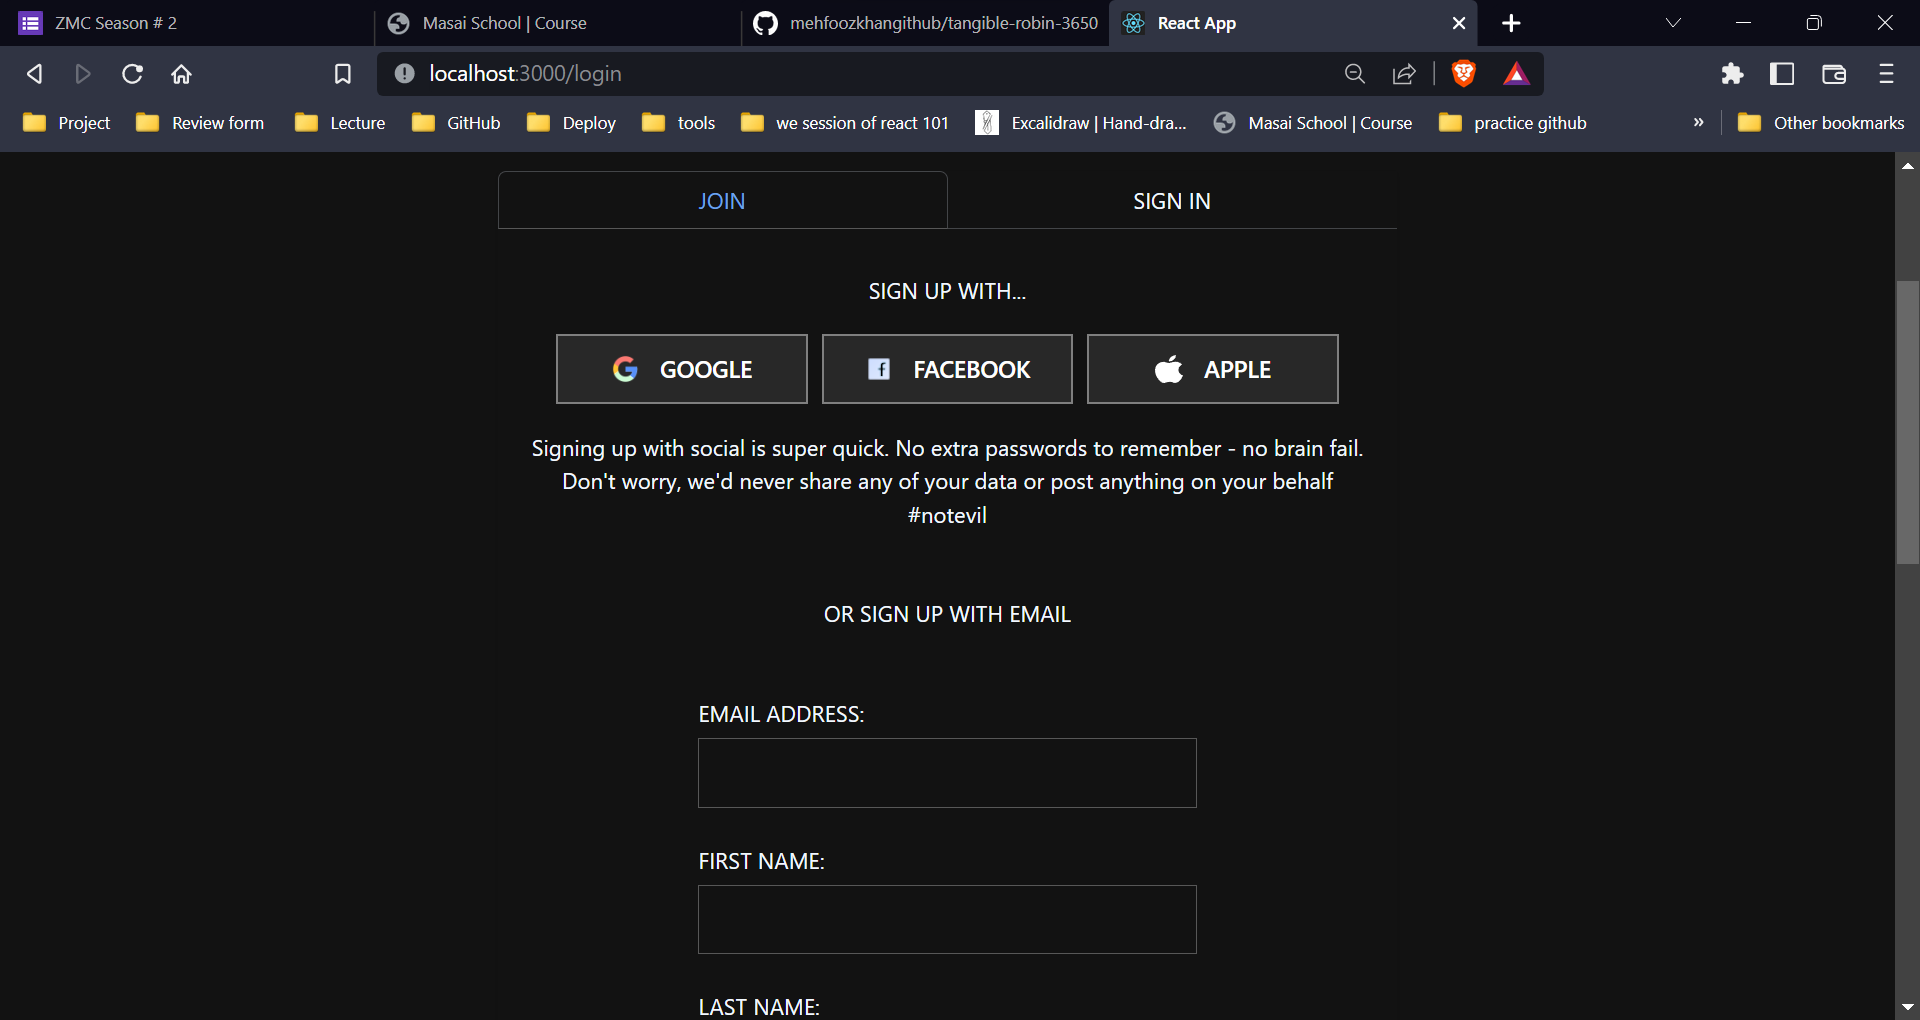 ZMC Season # 2
Masai School | Course
mehfoozkhangithub/tangible-robin-3650
React App
localhost:3000/login
Project
Review form
Lecture
GitHub
Deploy
tools
we session of react 101
Excalidraw | Hand-dra...
Masai School | Course
practice github
»
Other bookmarks
JOIN
SIGN IN
SIGN UP WITH...
GOOGLE
FACEBOOK
APPLE
Signing up with social is super quick. No extra passwords to remember - no brain fail.
Don't worry, we'd never share any of your data or post anything on your behalf
#notevil
OR SIGN UP WITH EMAIL
EMAIL ADDRESS:
FIRST NAME:
LAST NAME: